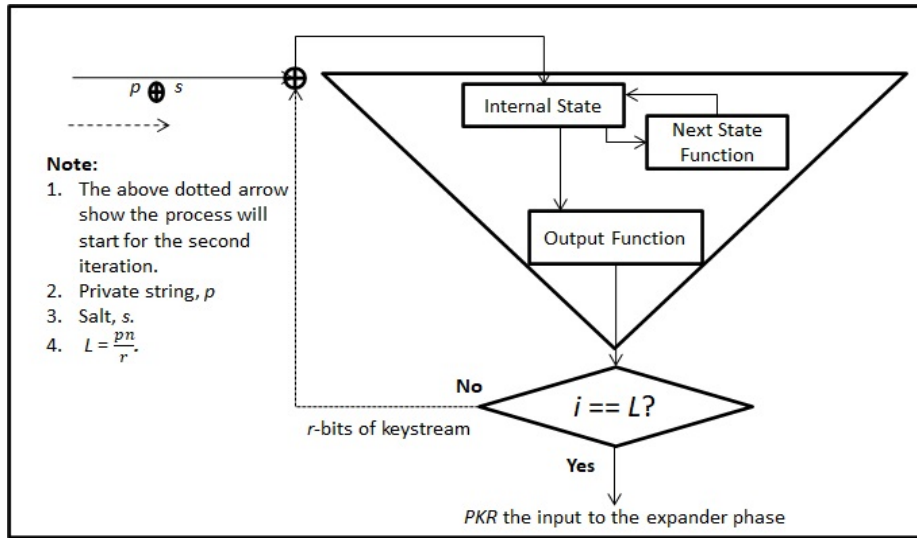 p ⊕ s
Internal State
Next State
Function
Output Function
Note:
1. The above dotted arrow
show the process will
start for the second
iteration.
2. Private string, p
3. Salt, s.
4. L = pn/r.
No
i == L?
r-bits of keystream
Yes
PKR the input to the expander phase